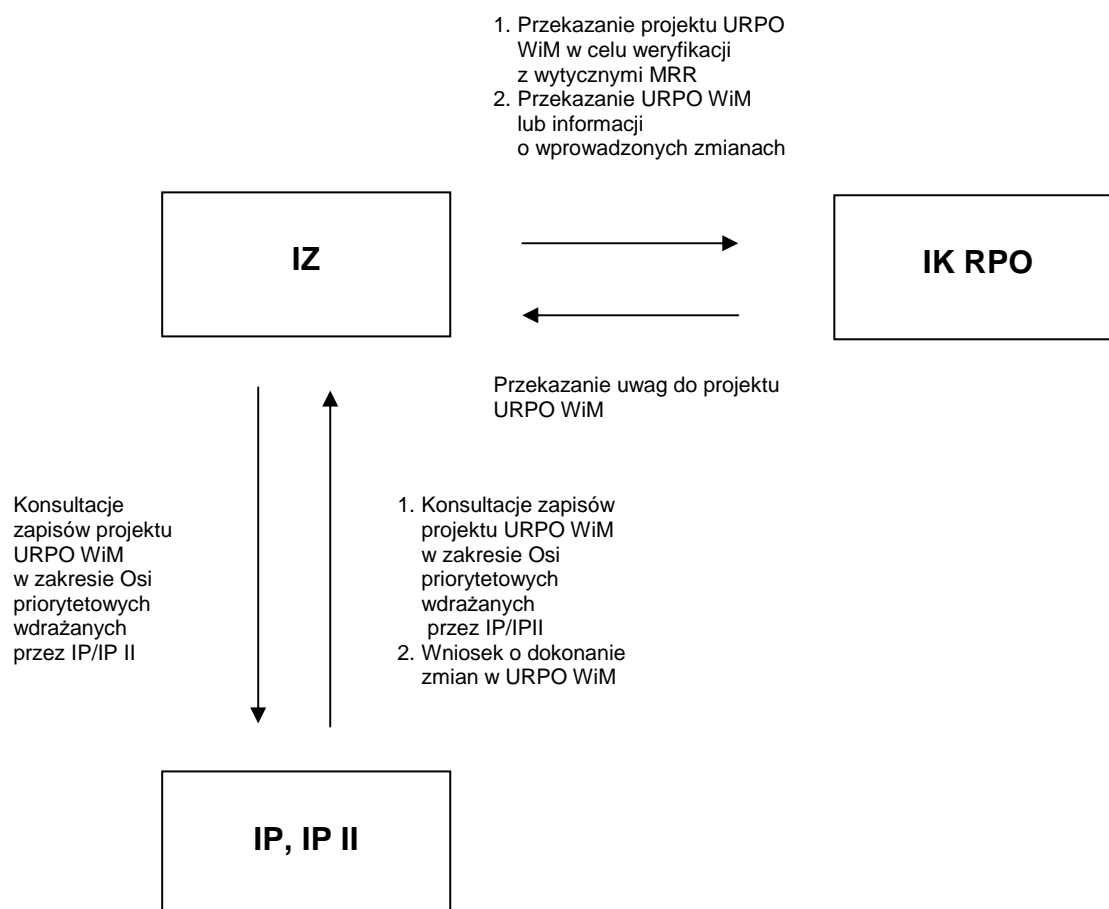 1. Przekazanie projektu URPO
WiM w celu weryfikacji
z wytycznymi MRR
2. Przekazanie URPO WiM
lub informacji
o wprowadzonych zmianach
IZ
IK RPO
Przekazanie uwag do projektu
URPO WiM
Konsultacje
zapisów projektu
URPO WiM
w zakresie Osi
priorytetowych
wdrażanych
przez IP/IP II
1. Konsultacje zapisów
projektu URPO WiM
w zakresie Osi
priorytetowych
wdrażanych
przez IP/IPII
2. Wniosek o dokonanie
zmian w URPO WiM
IP, IP II